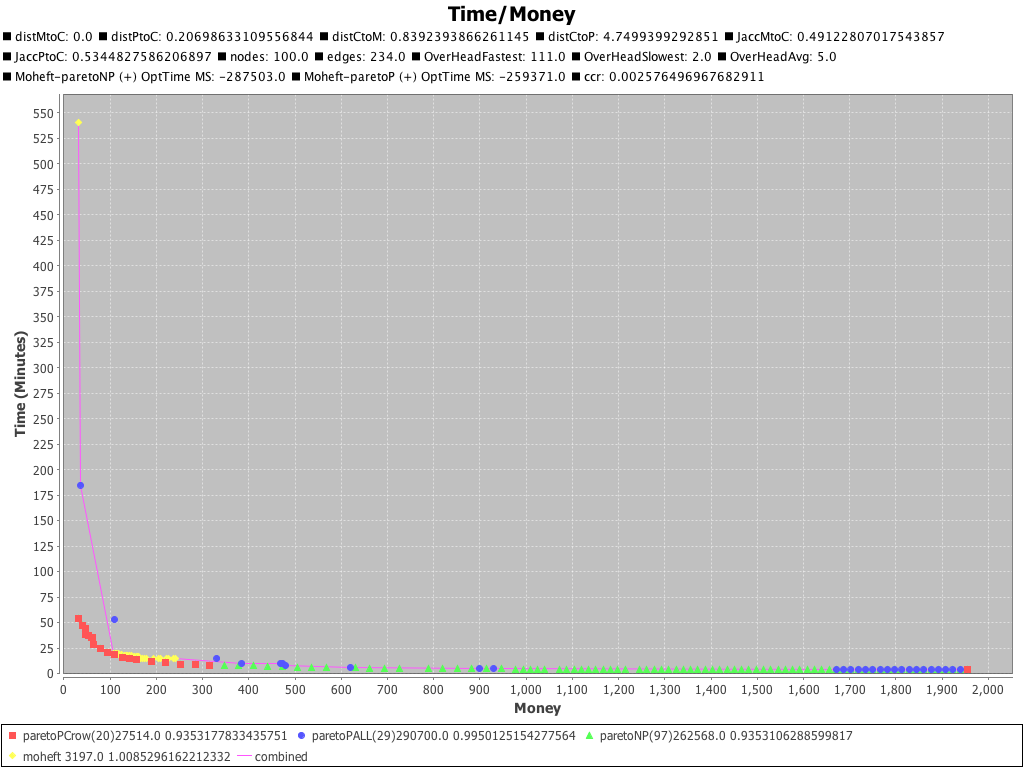 Time/Money
distMtoC: 0.0 distPtoC: 0.20698633109556844 distCtoM: 0.8392393866261145 distCtoP: 4.74993992992851 JaccMtoC: 0.49122807017543857
JaccPtoC: 0.5344827586206897 nodes: 100.0 edges: 234.0 OverHeadFastest: 111.0 OverHeadSlowest: 2.0 OverHeadAvg: 5.0
Moheft-paretoNP (+) OptTime MS: -287503.0 Moheft-paretoP (+) OptTime MS: -259371.0 ccr: 0.002576496967682911
Time (Minutes)
550
525
500
475
450
425
400
375
350
325
300
275
250
225
200
175
150
125
100
75
50
25
0
0 100 200 300 400 500 600 700 800 900 1,000 1,100 1,200 1,300 1,400 1,500 1,600 1,700 1,800 1,900 2,000
Money
paretoPCrow(20)27514.0 0.9353177833435751 paretoPALL(29)290700.0 0.9950125154277564 paretoNP(97)262568.0 0.9353106288599817
moheft 3197.0 1.0085296162212332 combined